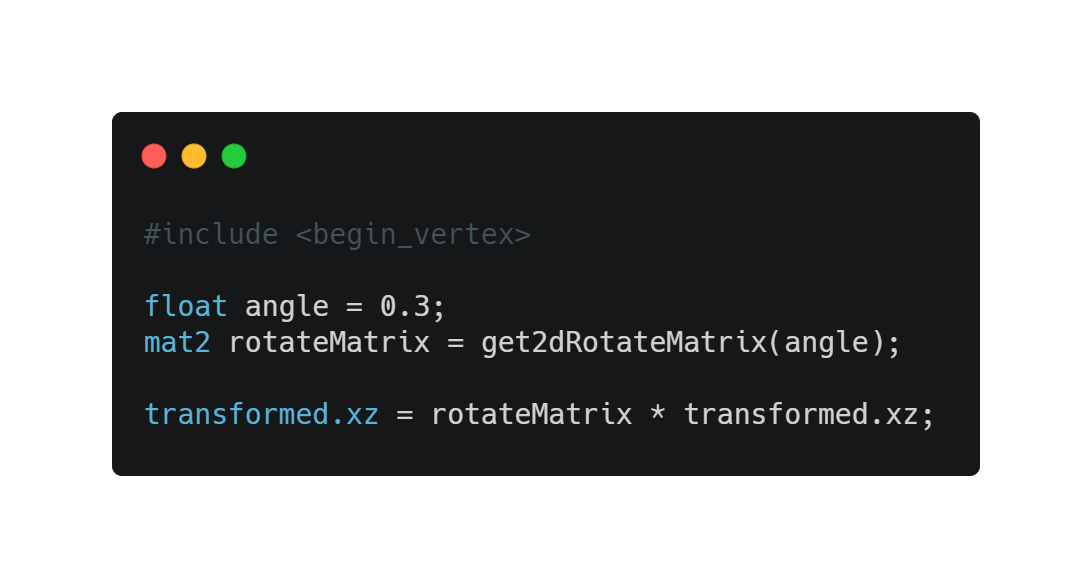 #include <begin_vertex>
float angle = 0.3;
mat2 rotateMatrix = get2dRotateMatrix(angle);
transformed.xz = rotateMatrix * transformed.xz;